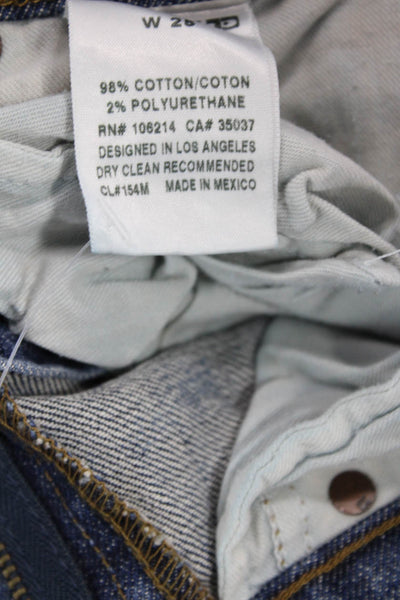 W 26
98% COTTON/COTON
2% POLYURETHANE
RN# 106214 CA# 35037
DESIGNED IN LOS ANGELES
DRY CLEAN RECOMMENDED
CL#154M MADE IN MEXICO